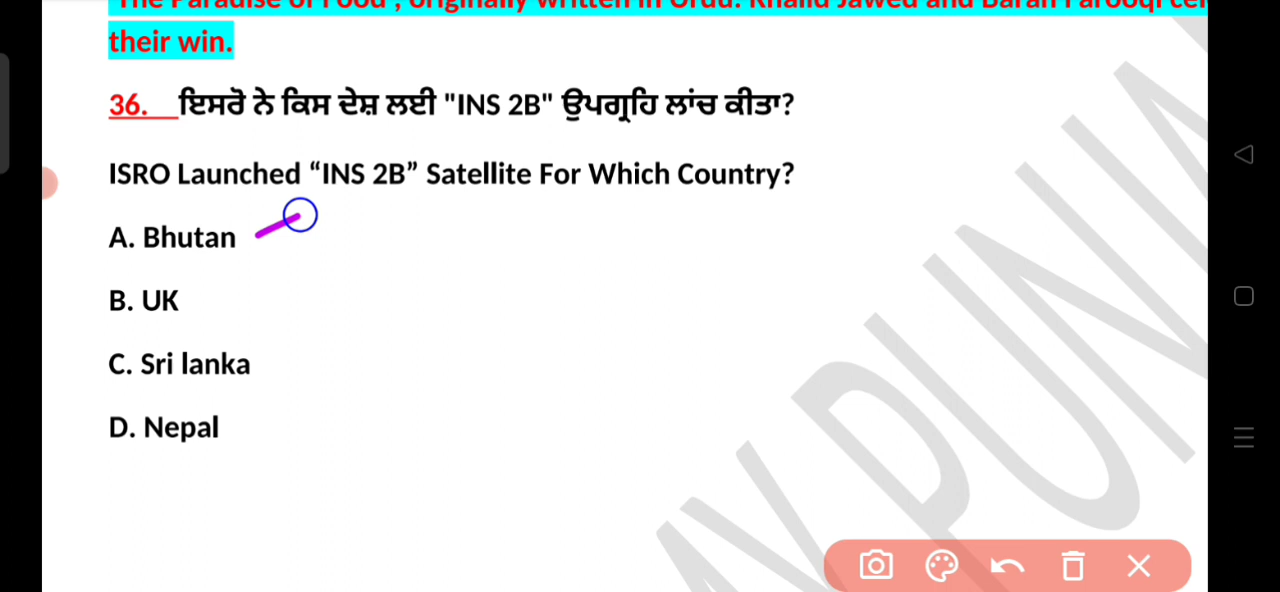 their win.
36. ਇਸਰੋ ਨੇ ਕਿਸ ਦੇਸ਼ ਲਈ "INS 2B" ਉਪਗ੍ਰਹਿ ਲਾਂਚ ਕੀਤਾ?
ISRO Launched “INS 2B” Satellite For Which Country?
A. Bhutan
B. UK
C. Sri lanka
D. Nepal